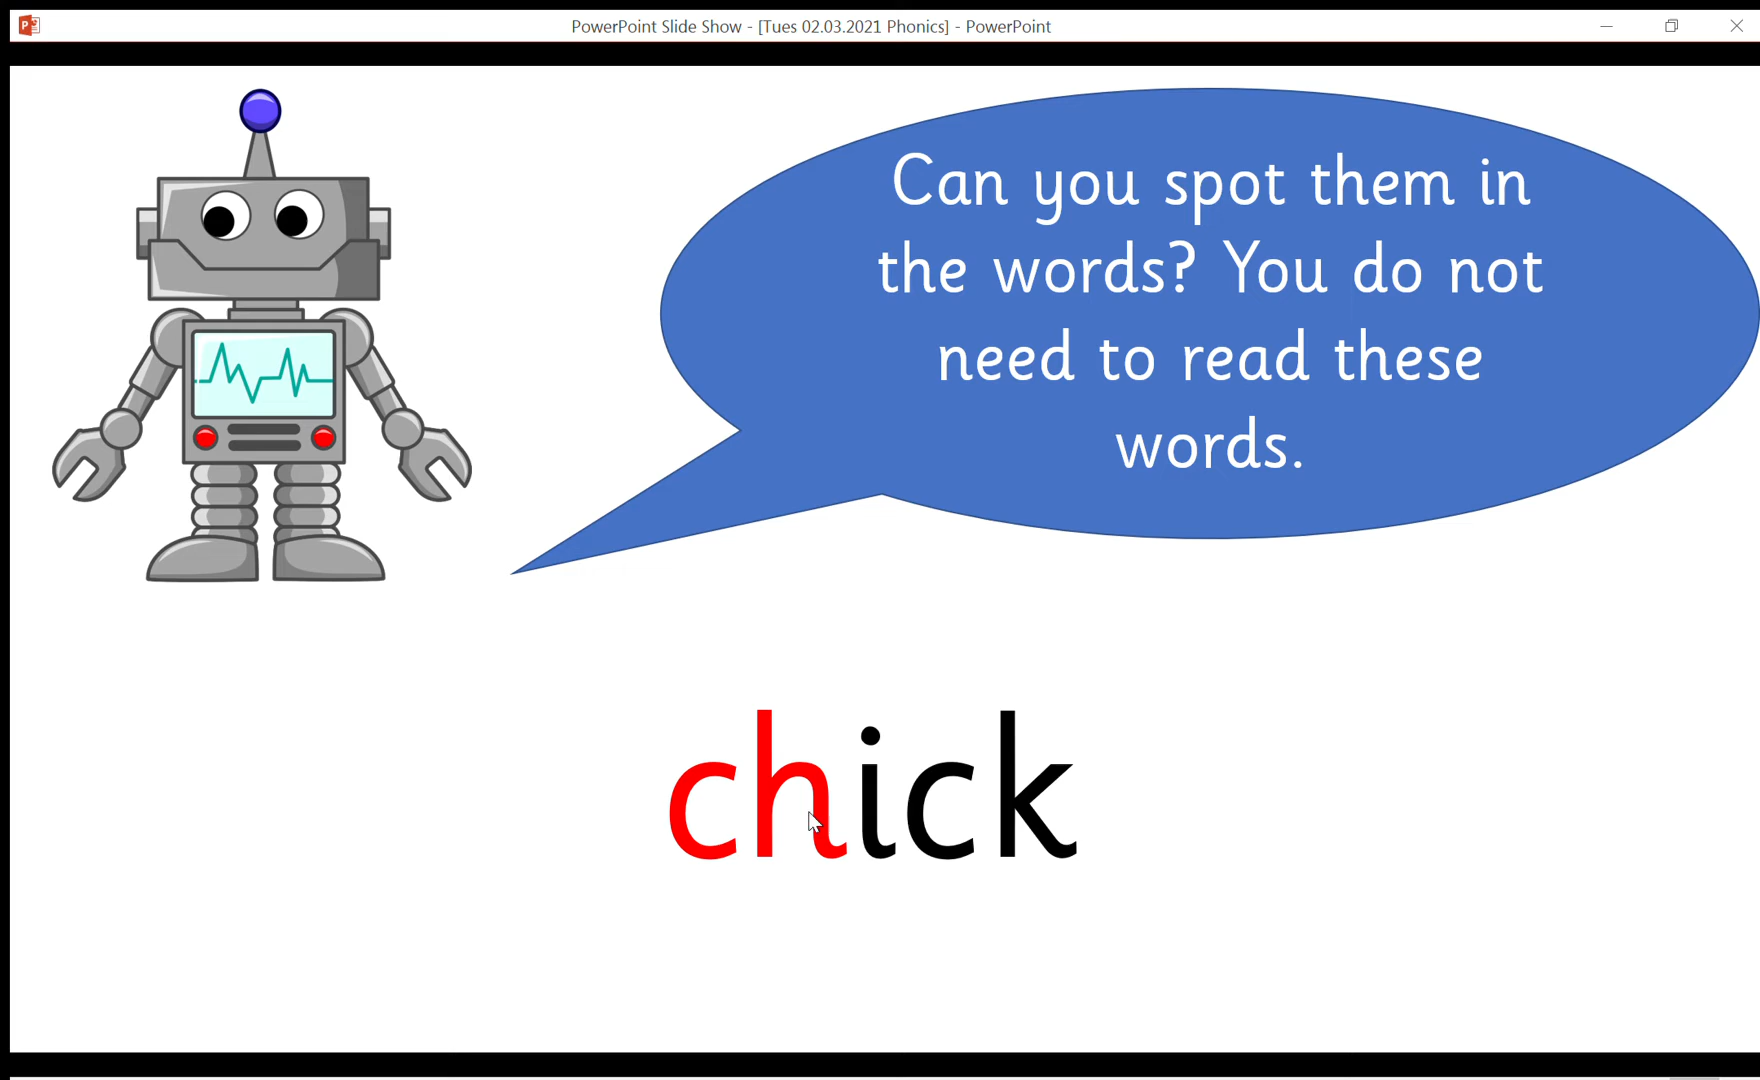 PowerPoint Slide Show - [Tues 02.03.2021 Phonics] - PowerPoint
Can you spot them in
the words? You do not
need to read these
words.
chick